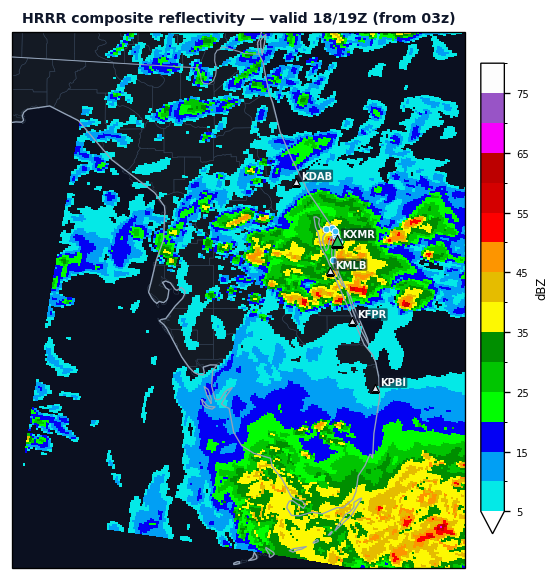 HRRR composite reflectivity — valid 18/19Z (from 03z)
KDAB
KXMR
KMLB
KFPR
KPBI
75
65
55
45
35
25
15
5
dBZ